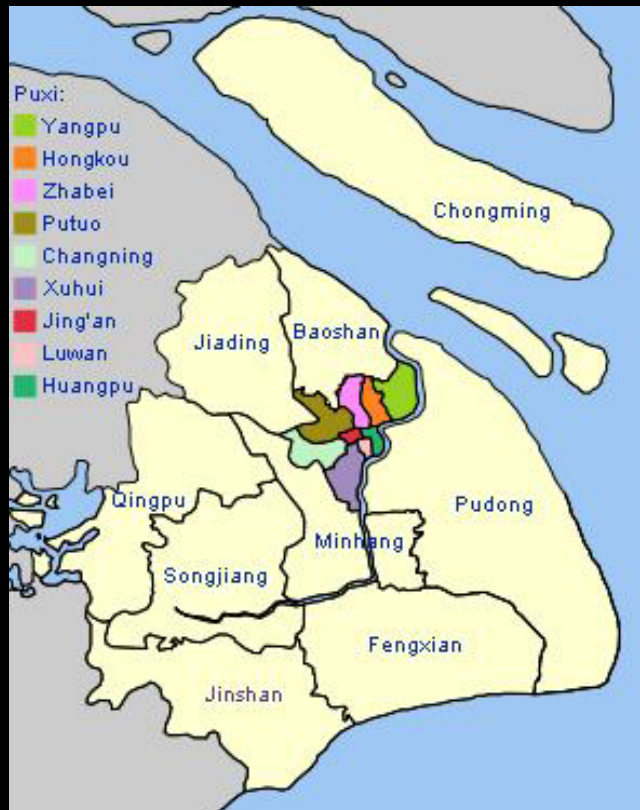 Puxi:
Yangpu
Hongkou
Zhabei
Putuo
Changning
Xuhui
Jing'an
Luwan
Huangpu
Chongming
Baoshan
Jiading
Qingpu
Pudong
Minhang
Songjiang
Fengxian
Jinshan